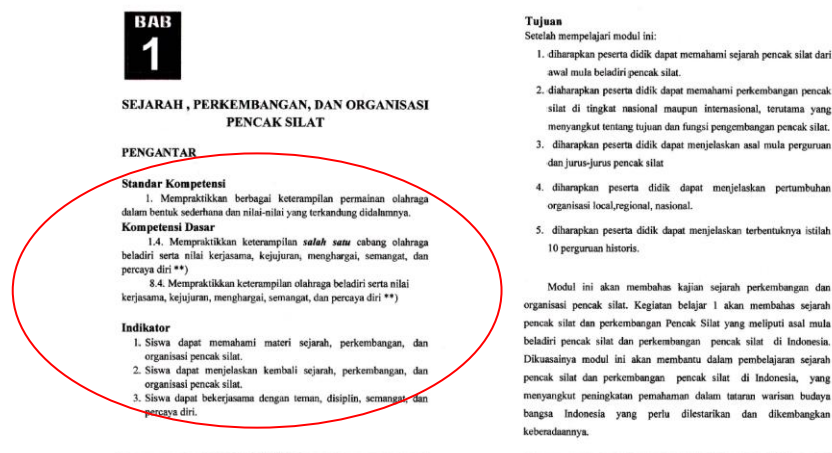 BAB
1
SEJARAH , PERKEMBANGAN, DAN ORGANISASI
PENCAK SILAT
PENGANTAR
Standar Kompetensi
1. Mempraktikkan berbagai keterampilan permainan olahraga
dalam bentuk sederhana dan nilai-nilai yang terkandung didalamnya.
Kompetensi Dasar
1.4. Mempraktikkan keterampilan salah satu cabang olahraga
beladiri serta nilai kerjasama, kejujuran, menghargai, semangat, dan
percaya diri **)
8.4. Mempraktikkan keterampilan olahraga beladiri serta nilai
kerjasama, kejujuran, menghargai, semangat, dan percaya diri **)
Indikator
1. Siswa dapat memahami materi sejarah, perkembangan, dan
organisasi pencak silat.
2. Siswa dapat menjelaskan kembali sejarah, perkembangan, dan
organisasi pencak silat.
3. Siswa dapat bekerjasama dengan teman, disiplin, semangat, dan
percaya diri.
Tujuan
Setelah mempelajari modul ini:
1. diharapkan peserta didik dapat memahami sejarah pencak silat dari
awal mula beladiri pencak silat.
2. diaharapkan peserta didik dapat memahami perkembangan pencak
silat di tingkat nasional maupun internasional, terutama yang
menyangkut tentang tujuan dan fungsi pengembangan pencak silat.
3. diharapkan peserta didik dapat menjelaskan asal mula perguruan
dan jurus-jurus pencak silat
4. diharapkan peserta didik dapat menjelaskan pertumbuhan
organisasi local,regional, nasional.
5. diharapkan peserta didik dapat menjelaskan terbentuknya istilah
10 perguruan historis.
Modul ini akan membahas kajian sejarah perkembangan dan
organisasi pencak silat. Kegiatan belajar 1 akan membahas sejarah
pencak silat dan perkembangan Pencak Silat yang meliputi asal mula
beladiri pencak silat dan perkembangan pencak silat di Indonesia.
Dikuasainya modul ini akan membantu dalam pembelajaran sejarah
pencak silat dan perkembangan pencak silat di Indonesia, yang
menyangkut peningkatan pemahaman dalam tataran warisan budaya
bangsa Indonesia yang perlu dilestarikan dan dikembangkan
keberadaannya.